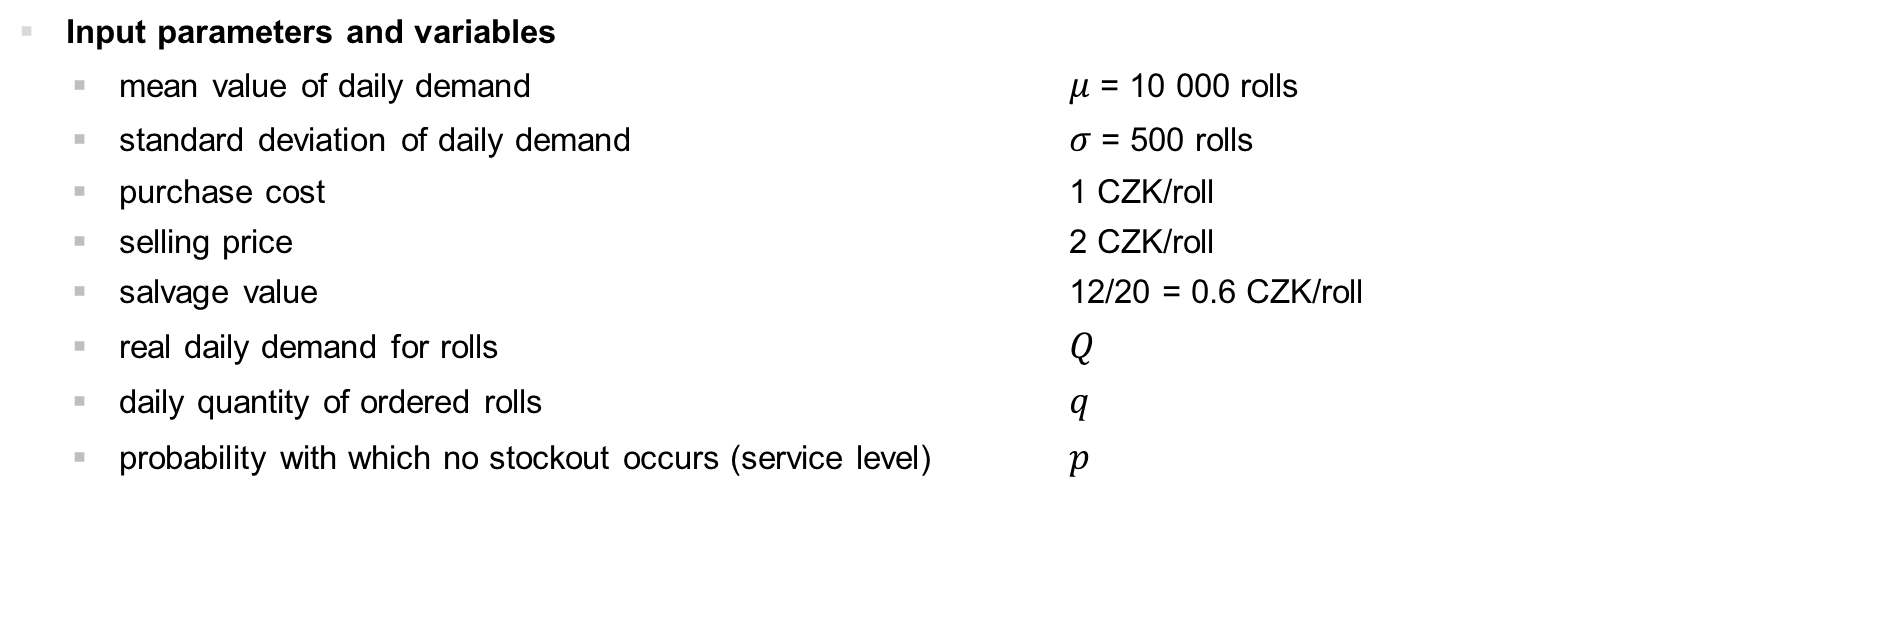 Input parameters and variables
mean value of daily demand μ = 10 000 rolls
standard deviation of daily demand σ = 500 rolls
purchase cost 1 CZK/roll
selling price 2 CZK/roll
salvage value 12/20 = 0.6 CZK/roll
real daily demand for rolls Q
daily quantity of ordered rolls q
probability with which no stockout occurs (service level) p